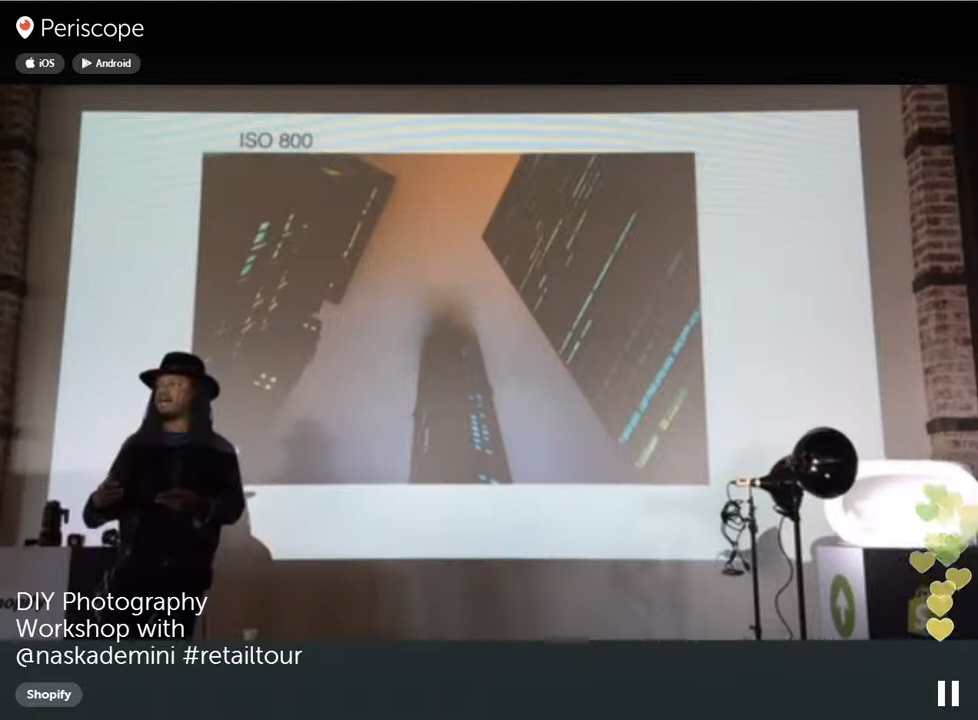 Periscope
iOS
Android
ISO 800
DIY Photography
Workshop with
@naskademini #retailtour
Shopify